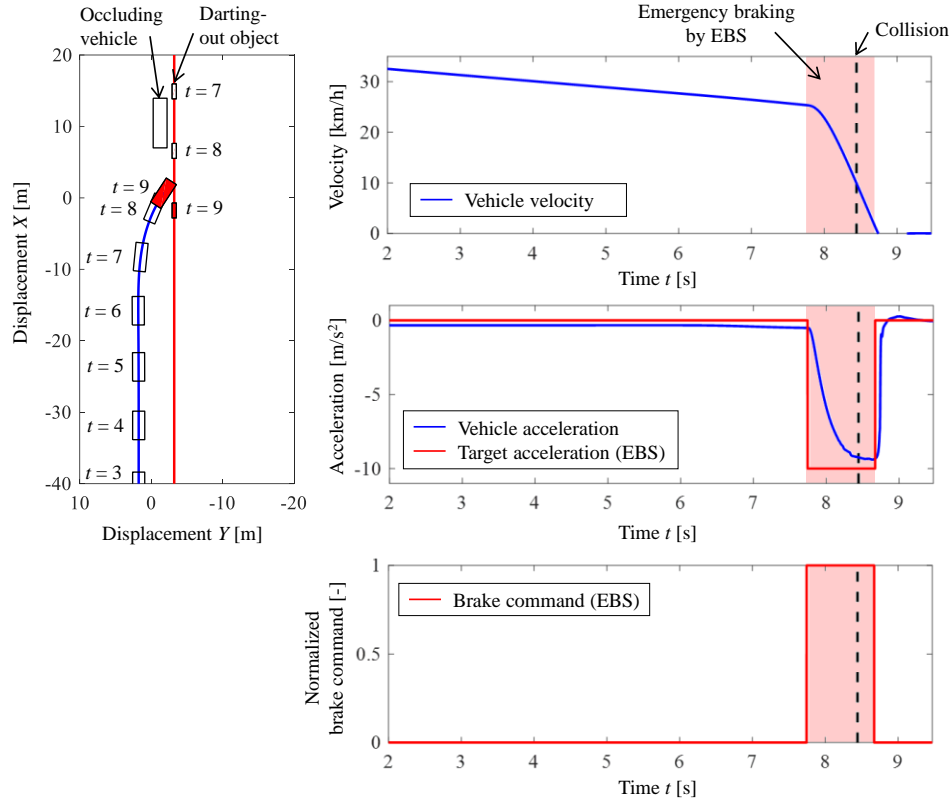 Occluding
vehicle
Darting-
out object
20
10
0
-10
-20
-30
-40
10
0
-10
-20
Displacement X [m]
Displacement Y [m]
t = 7
t = 8
t = 9
t = 8
t = 9
t = 7
t = 6
t = 5
t = 4
t = 3
Emergency braking
by EBS
Collision
30
20
10
0
Velocity [km/h]
Vehicle velocity
2 3 4 5 6 7 8 9
Time t [s]
0
-5
-10
Acceleration [m/s²]
Vehicle acceleration
Target acceleration (EBS)
2 3 4 5 6 7 8 9
Time t [s]
1
0.5
0
Normalized
brake command [-]
Brake command (EBS)
2 3 4 5 6 7 8 9
Time t [s]